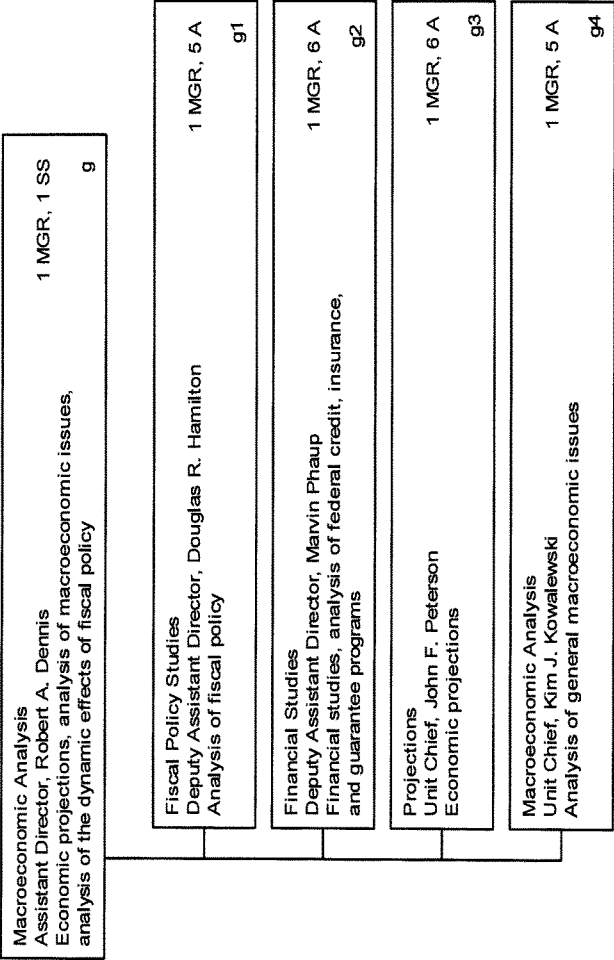 Macroeconomic Analysis
Assistant Director, Robert A. Dennis 1 MGR, 1 SS
Economic projections, analysis of macroeconomic issues,
analysis of the dynamic effects of fiscal policy g
Fiscal Policy Studies
Deputy Assistant Director, Douglas R. Hamilton 1 MGR, 5 A
Analysis of fiscal policy
g1
Financial Studies
Deputy Assistant Director, Marvin Phaup 1 MGR, 6 A
Financial studies, analysis of federal credit, insurance,
and guarantee programs g2
Projections
Unit Chief, John F. Peterson 1 MGR, 6 A
Economic projections
g3
Macroeconomic Analysis
Unit Chief, Kim J. Kowalewski 1 MGR, 5 A
Analysis of general macroeconomic issues
g4